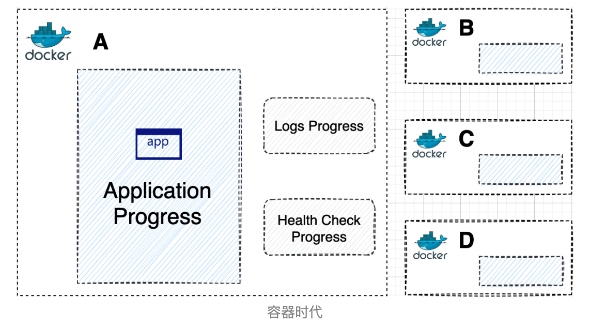 docker
A
app
Application
Progress
Logs Progress
Health Check
Progress
docker
B
docker
C
docker
D
容器时代